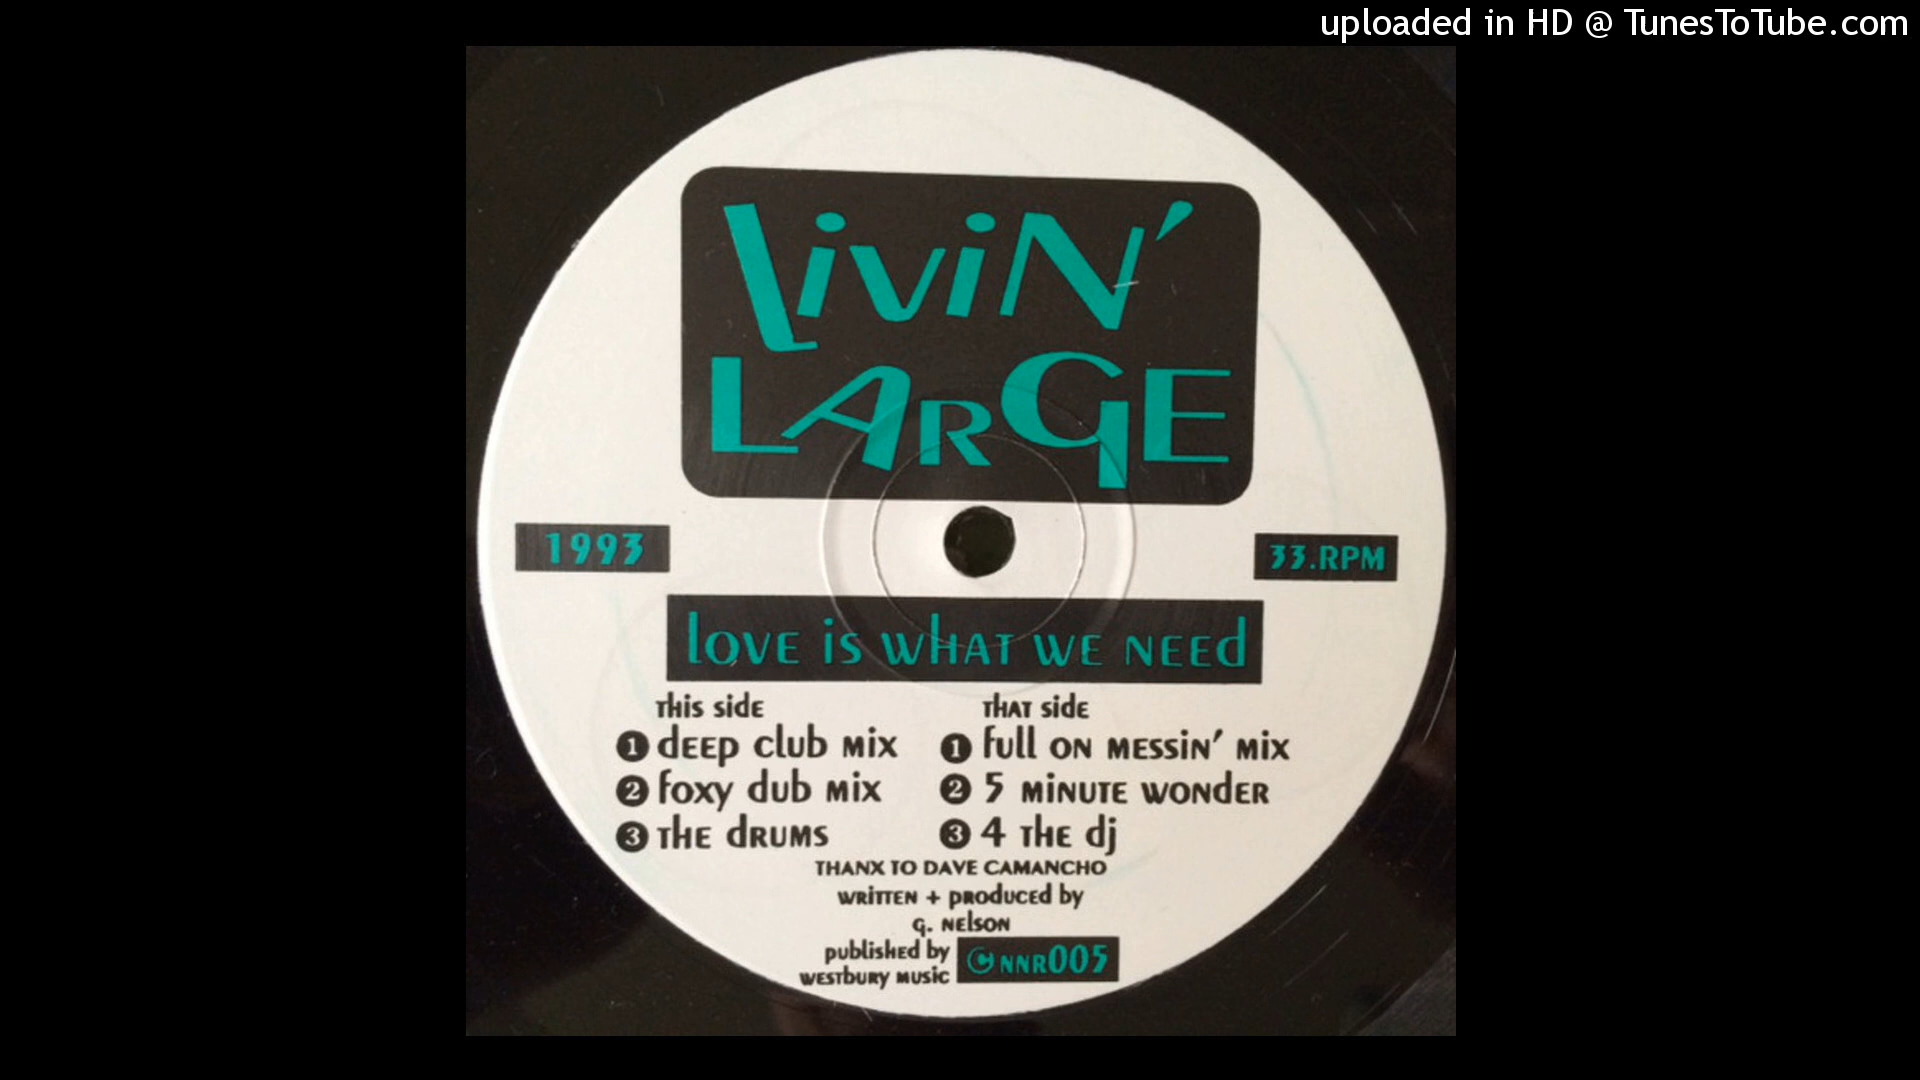 uploaded in HD @ TunesToTube.com
Livin'
Large
1993
33.RPM
love is what we need
this side
1 deep club mix
2 foxy dub mix
3 the drums
that side
1 full on messin' mix
2 5 minute wonder
3 4 the dj
THANX TO DAVE CAMANCHO
written + produced by
G. Nelson
published by
westbury music
© NNR005